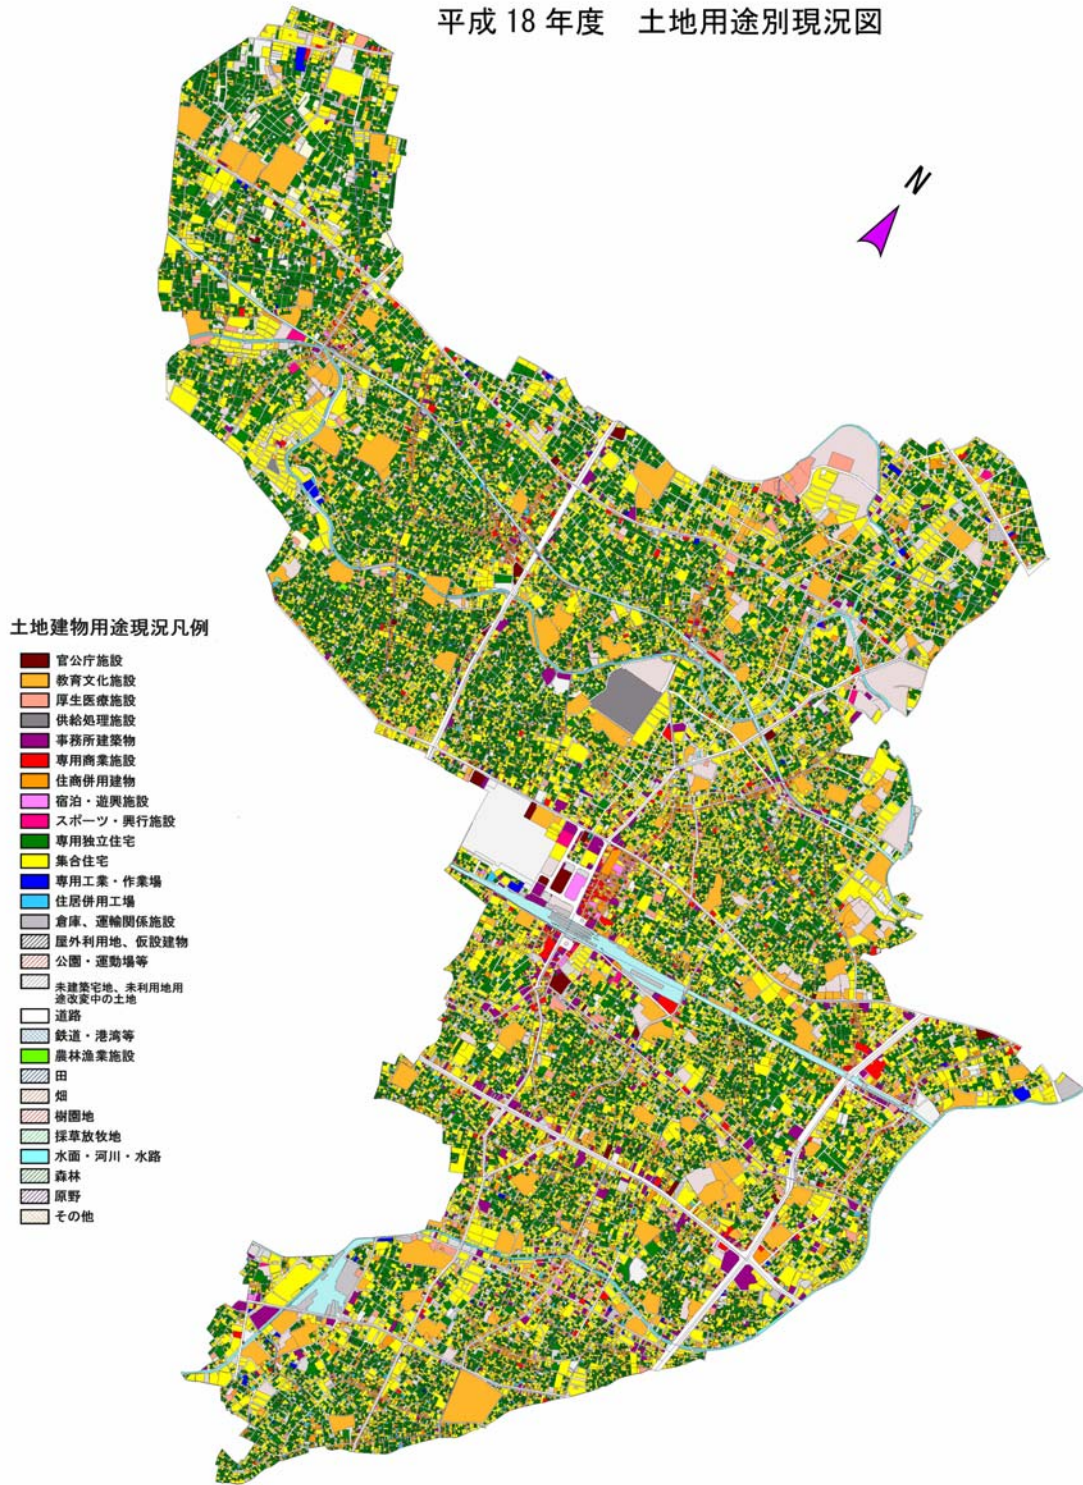 平成 18 年度　土地用途別現況図
N
土地建物用途現況凡例
官公庁施設
教育文化施設
厚生医療施設
供給処理施設
事務所建築物
専用商業施設
住商併用建物
宿泊・遊興施設
スポーツ・興行施設
専用独立住宅
集合住宅
専用工業・作業場
住居併用工場
倉庫、運輸関係施設
屋外利用地、仮設建物
公園・運動場等
未建築宅地、未利用地用
途改変中の土地
道路
鉄道・港湾等
農林漁業施設
田
畑
樹園地
採草放牧地
水面・河川・水路
森林
原野
その他